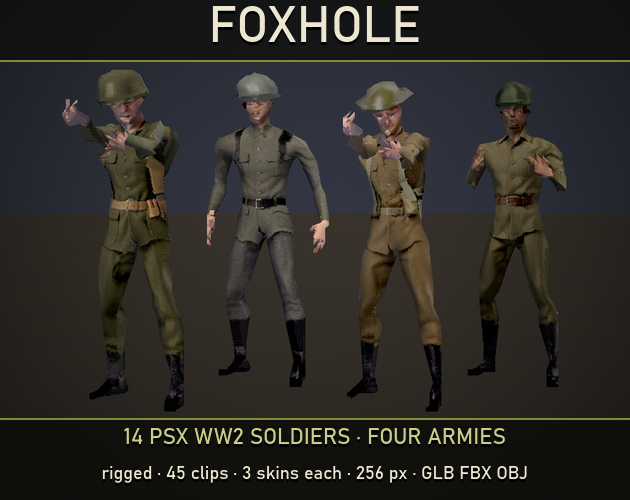 FOXHOLE
14 PSX WW2 SOLDIERS · FOUR ARMIES
rigged · 45 clips · 3 skins each · 256 px · GLB FBX OBJ